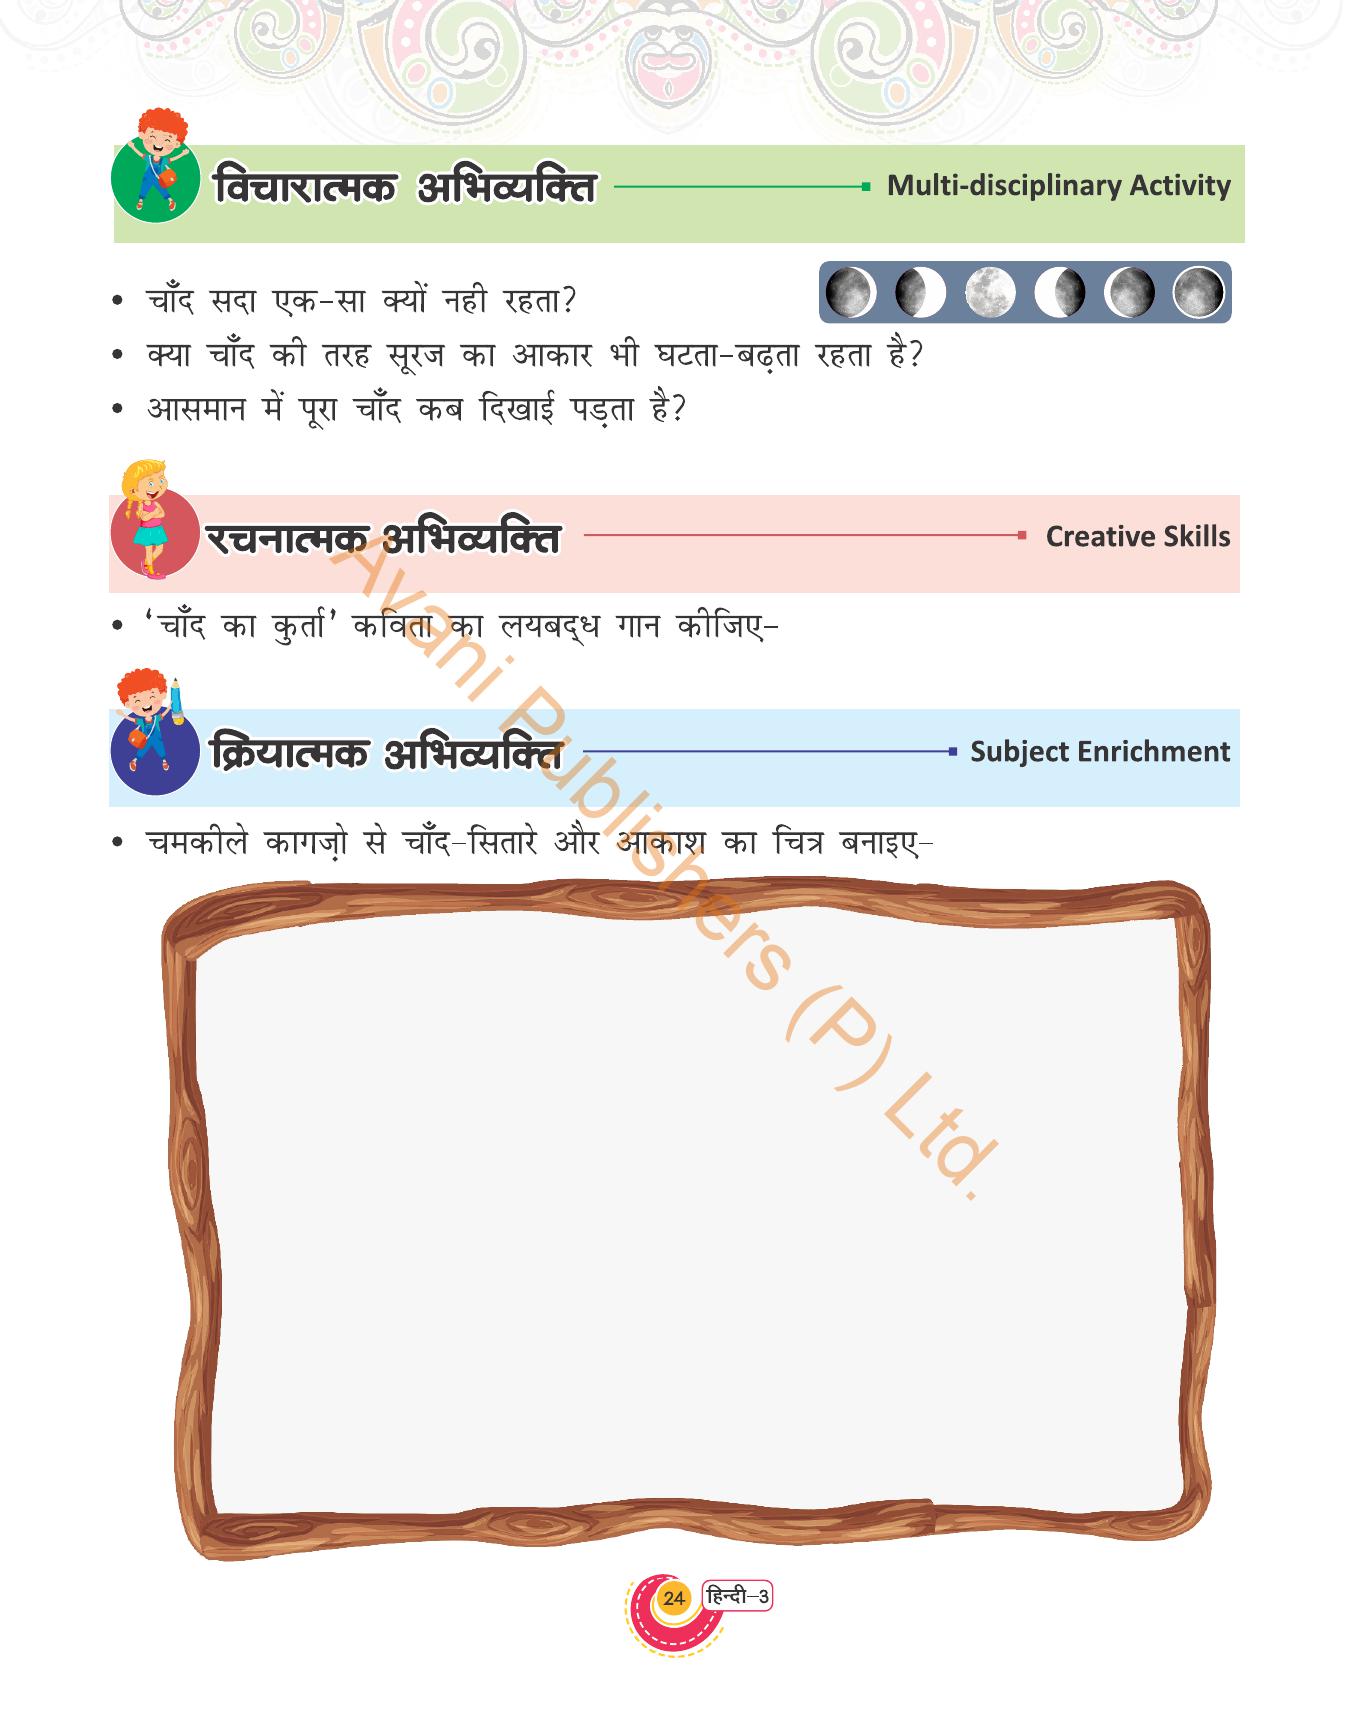 विचारात्मक अभिव्यक्ति Multi-disciplinary Activity
• चाँद सदा एक-सा क्यों नही रहता?
• क्या चाँद की तरह सूरज का आकार भी घटता-बढ़ता रहता है?
• आसमान में पूरा चाँद कब दिखाई पड़ता है?
रचनात्मक अभिव्यक्ति Creative Skills
• ‘चाँद का कुर्ता’ कविता का लयबद्ध गान कीजिए-
क्रियात्मक अभिव्यक्ति Subject Enrichment
• चमकीले कागज़ो से चाँद-सितारे और आकाश का चित्र बनाइए-
Avani Publishers (P) Ltd.
24 हिन्दी-3